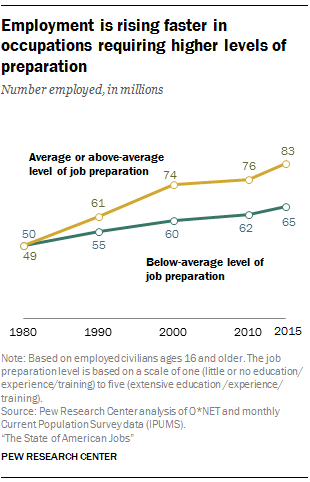 Employment is rising faster in
occupations requiring higher levels of
preparation
Number employed, in millions
Average or above-average
level of job preparation
50
49
61
55
74
60
76
62
83
65
Below-average level of
job preparation
1980
1990
2000
2010
2015
Note: Based on employed civilians ages 16 and older. The job
preparation level is based on a scale of one (little or no education/
experience/training) to five (extensive education /experience/
training).
Source: Pew Research Center analysis of O*NET and monthly
Current Population Survey data (IPUMS).
“The State of American Jobs”
PEW RESEARCH CENTER